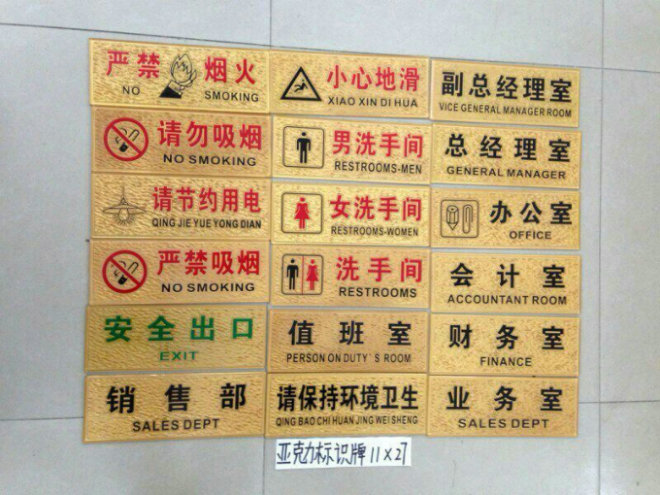 严禁烟火
NO SMOKING
小心地滑
XIAO XIN DI HUA
副总经理室
VICE GENERAL MANAGER ROOM
请勿吸烟
NO SMOKING
男洗手间
RESTROOMS-MEN
总经理室
GENERAL MANAGER
请节约用电
QING JIE YUE YONG DIAN
女洗手间
RESTROOMS-WOMEN
办公室
OFFICE
严禁吸烟
NO SMOKING
洗手间
RESTROOMS
会计室
ACCOUNTANT ROOM
安全出口
EXIT
值班室
PERSON ON DUTY`S ROOM
财务室
FINANCE
销售部
SALES DEPT
请保持环境卫生
QING BAO CHI HUAN JING WEI SHENG
业务室
SALES DEPT
亚克力标识牌 11×27